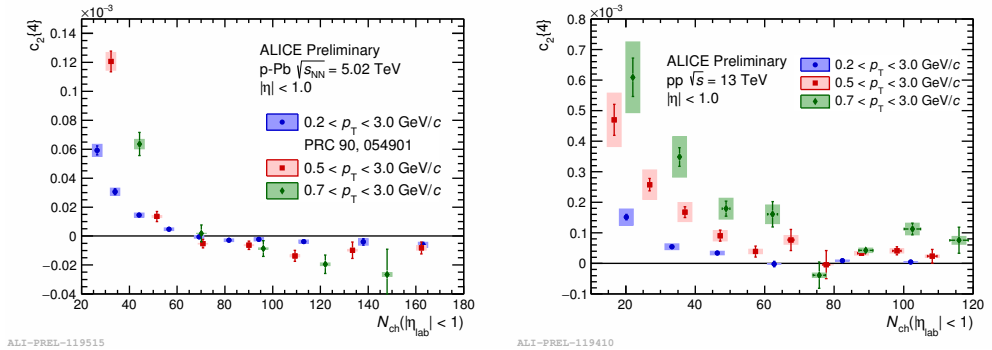 ×10⁻³
c₂{4}
0.14
0.12
0.1
0.08
0.06
0.04
0.02
0
−0.02
−0.04
ALICE Preliminary
p-Pb √s_NN = 5.02 TeV
|η| < 1.0
0.2 < p_T < 3.0 GeV/c
PRC 90, 054901
0.5 < p_T < 3.0 GeV/c
0.7 < p_T < 3.0 GeV/c
20 40 60 80 100 120 140 160 180
N_ch(|η_lab| < 1)
ALI-PREL-119515
×10⁻³
c₂{4}
0.8
0.7
0.6
0.5
0.4
0.3
0.2
0.1
0
−0.1
ALICE Preliminary
pp √s = 13 TeV
|η| < 1.0
0.2 < p_T < 3.0 GeV/c
0.5 < p_T < 3.0 GeV/c
0.7 < p_T < 3.0 GeV/c
20 40 60 80 100 120
N_ch(|η_lab| < 1)
ALI-PREL-119410